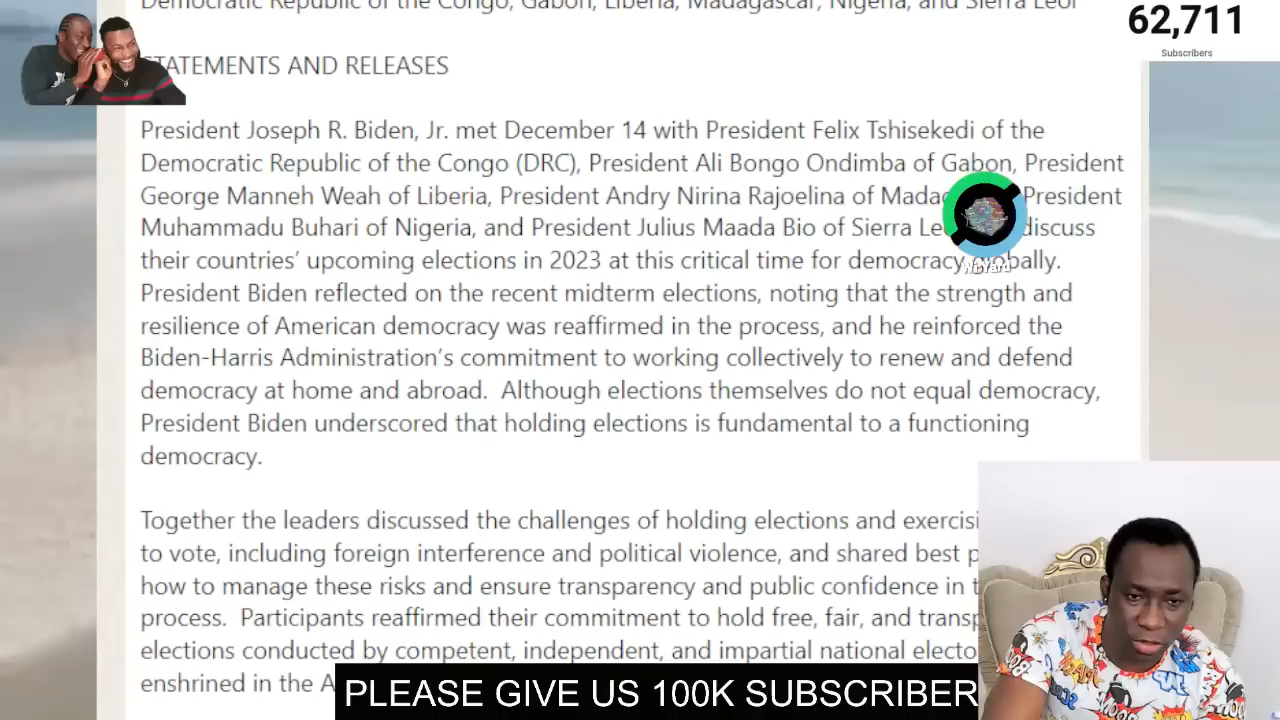 Democratic Republic of the Congo, Gabon, Liberia, Madagascar, Nigeria, and Sierra
62,711
Subscribers
STATEMENTS AND RELEASES
President Joseph R. Biden, Jr. met December 14 with President Felix Tshisekedi of the
Democratic Republic of the Congo (DRC), President Ali Bongo Ondimba of Gabon, President
George Manneh Weah of Liberia, President Andry Nirina Rajoelina of President
Muhammadu Buhari of Nigeria, and President Julius Maada Bio of Sierra discuss
their countries’ upcoming elections in 2023 at this critical time for democracy
President Biden reflected on the recent midterm elections, noting that the strength and
resilience of American democracy was reaffirmed in the process, and he reinforced the
Biden-Harris Administration’s commitment to working collectively to renew and defend
democracy at home and abroad. Although elections themselves do not equal democracy,
President Biden underscored that holding elections is fundamental to a functioning
democracy.
Together the leaders discussed the challenges of holding elections and
to vote, including foreign interference and political violence, and shared best
how to manage these risks and ensure transparency and public confidence in
process. Participants reaffirmed their commitment to hold free, fair, and
elections conducted by competent, independent, and impartial national
enshrined in the
PLEASE GIVE US 100K SUBSCRIBER